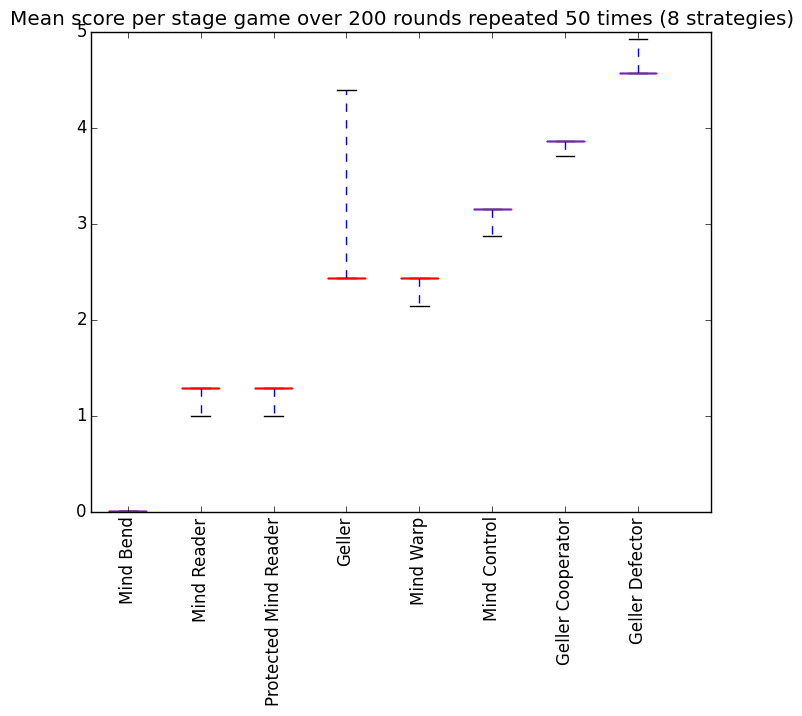 Mean score per stage game over 200 rounds repeated 50 times (8 strategies)
5
4
3
2
1
0
Mind Bend
Mind Reader
Protected Mind Reader
Geller
Mind Warp
Mind Control
Geller Cooperator
Geller Defector